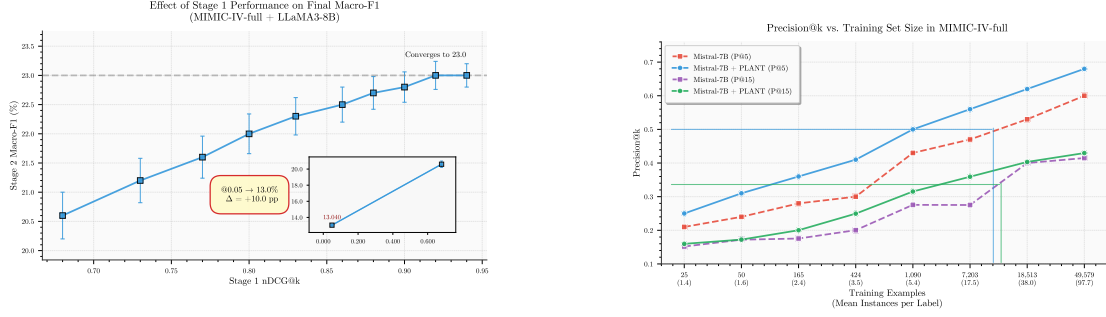 Effect of Stage 1 Performance on Final Macro-F1
(MIMIC-IV-full + LLaMA3-8B)
Stage 2 Macro-F1 (%)
23.5
23.0
22.5
22.0
21.5
21.0
20.5
20.0
Converges to 23.0
@0.05 → 13.0%
Δ = +10.0 pp
20.0
18.0
16.0
14.0
13.040
0.000
0.200
0.400
0.600
0.70
0.75
0.80
0.85
0.90
0.95
Stage 1 nDCG@k
Precision@k vs. Training Set Size in MIMIC-IV-full
Mistral-7B (P@5)
Mistral-7B + PLANT (P@5)
Mistral-7B (P@15)
Mistral-7B + PLANT (P@15)
Precision@k
0.7
0.6
0.5
0.4
0.3
0.2
0.1
25 50 165 424 1,090 7,203 18,513 49,579
(1.4) (1.6) (2.4) (3.5) (5.4) (17.5) (38.0) (97.7)
Training Examples
(Mean Instances per Label)